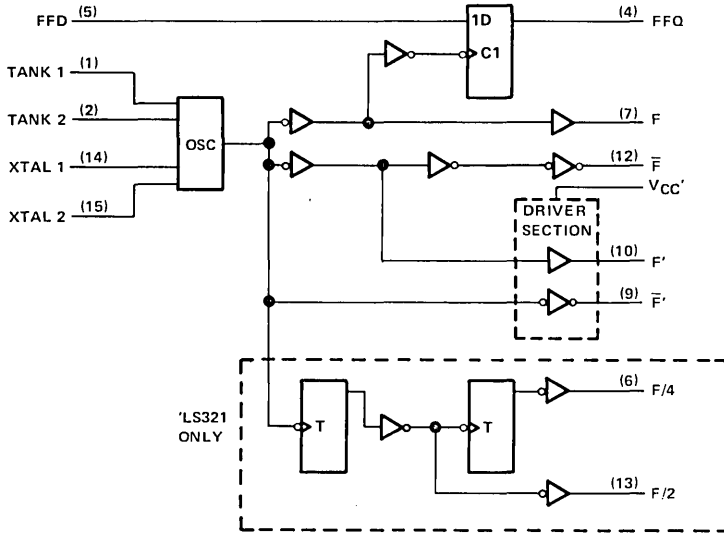 FFD (5) 1D (4) FFQ
C1
TANK 1 (1)
TANK 2 (2)
OSC
(7) F
XTAL 1 (14)
(12) F̅
XTAL 2 (15)
VCC'
DRIVER
SECTION
(10) F'
(9) F̅'
'LS321
ONLY
T
T
(6) F/4
(13) F/2